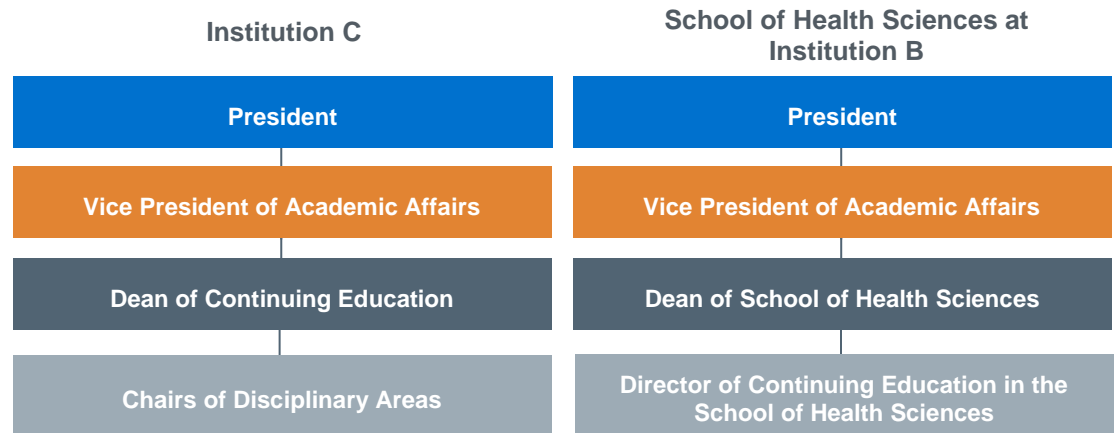 Institution C
President
Vice President of Academic Affairs
Dean of Continuing Education
Chairs of Disciplinary Areas
School of Health Sciences at
Institution B
President
Vice President of Academic Affairs
Dean of School of Health Sciences
Director of Continuing Education in the
School of Health Sciences